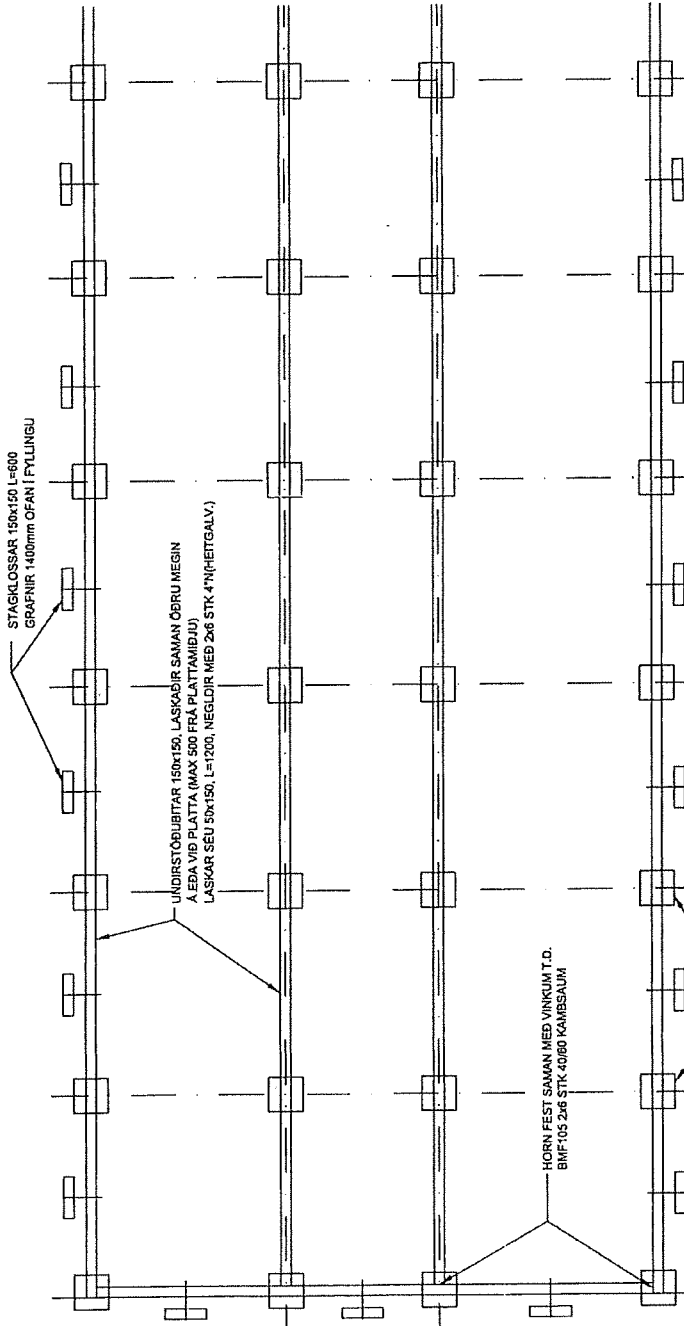 STAGKLOSSAR 150x150 L=600
GRAFNIR 1400mm OFAN Í FYLLINGU
UNDIRSTÖÐUBITAR 150x150, LASKAÐIR SAMAN ÖÐRU MEGIN
Á EÐA VIÐ PLATTA (MAX 500 FRÁ PLATTAMIÐJU)
LASKAR SÉU 50x150, L=1200, NEGLDIR MEÐ 2x6 STK 4"N(HEITGALV.)
HORN FEST SAMAN MEÐ VINKUM T.D.
BMF105 2x6 STK 40/60 KAMBSAUM